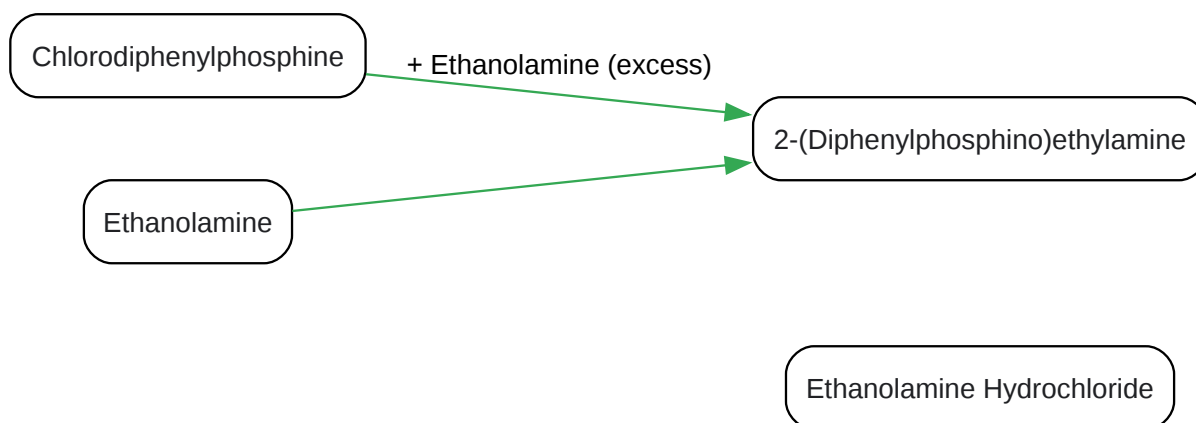 Chlorodiphenylphosphine
+ Ethanolamine (excess)
2-(Diphenylphosphino)ethylamine
Ethanolamine
Ethanolamine Hydrochloride